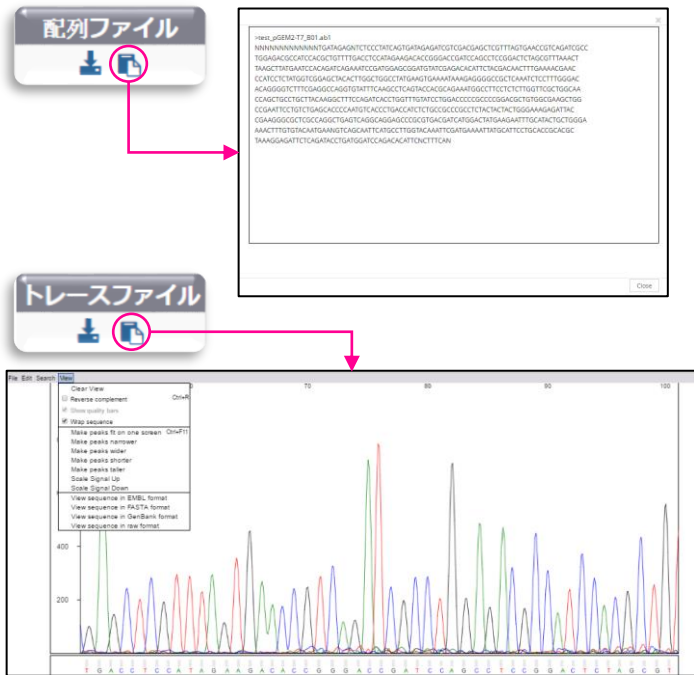 配列ファイル
×
>test_pGEM2-T7_B01.ab1
NNNNNNNNNNNNNTGATAGAGNTCTCCCTATCAGTGATAGAGATCGTCGACGAGCTCGTTTAGTGAACCGTCAGATCGCC
TGGAGACGCCATCCACGCTGTTTTGACCTCCATAGAAGACACCGGGACCGATCCAGCCTCCGGACTCTAGCGTTTAAACT
TAAGCTTATGAATCCACAGATCAGAAATCCGATGGAGCGGATGTATCGAGACACATTCTACGACAACTTTGAAAACGAAC
CCATCCTCTATGGTCGGAGCTACACTTGGCTGGCCTATGAAGTGAAAATAAAGAGGGGCCGCTCAAATCTCCTTTGGGAC
ACAGGGGTCTTTCGAGGCCAGGTGTATTTCAAGCCTCAGTACCACGCAGAAATGGCCTTCCTCTCTTGGTTCGCTGGCAA
CCAGCTGCCTGCTTACAAGGCTTTCCAGATCACCTGGTTTGTATCCTGGACCCCCTGCCCGGACGCTGTGGCGAAGCTGG
CCGAATTCCTGTCTGAGCACCCCAATGTCACCCTGACCATCTCTGCCGCCCGCCTCTACTACTACTGGGAAAGAGATTAC
CGAAGGGCGCTCGCCAGGCTGAGTCAGGCAGGAGCCCGCGTGACGATCATGGACTATGAAGAATTTGCATACTGCTGGGA
AAACTTTGTGTACAATGAANGTCAGCAATTCATGCCTTGGTACAAATTCGATGAAAATTATGCATTCCTGCACCGCACGC
TAAAGGAGATTCTCAGATACCTGATGGATCCAGACACATTCNCTTTCAN
Close
トレースファイル
File Edit Search View
70 80 90 100
Clear View
Reverse complement Ctrl+R
Show quality bars
Wrap sequence
Make peaks fit on one screen Ctrl+F11
Make peaks narrower
Make peaks wider
Make peaks shorter
Make peaks taller
Scale Signal Up
Scale Signal Down
View sequence in EMBL format
View sequence in FASTA format
View sequence in GenBank format
View sequence in raw format
400
200
T G A C C T C C A T A G A A G A C A C C G G G A C C G A T C C A G C C T C C G G A C T C T A G C G T